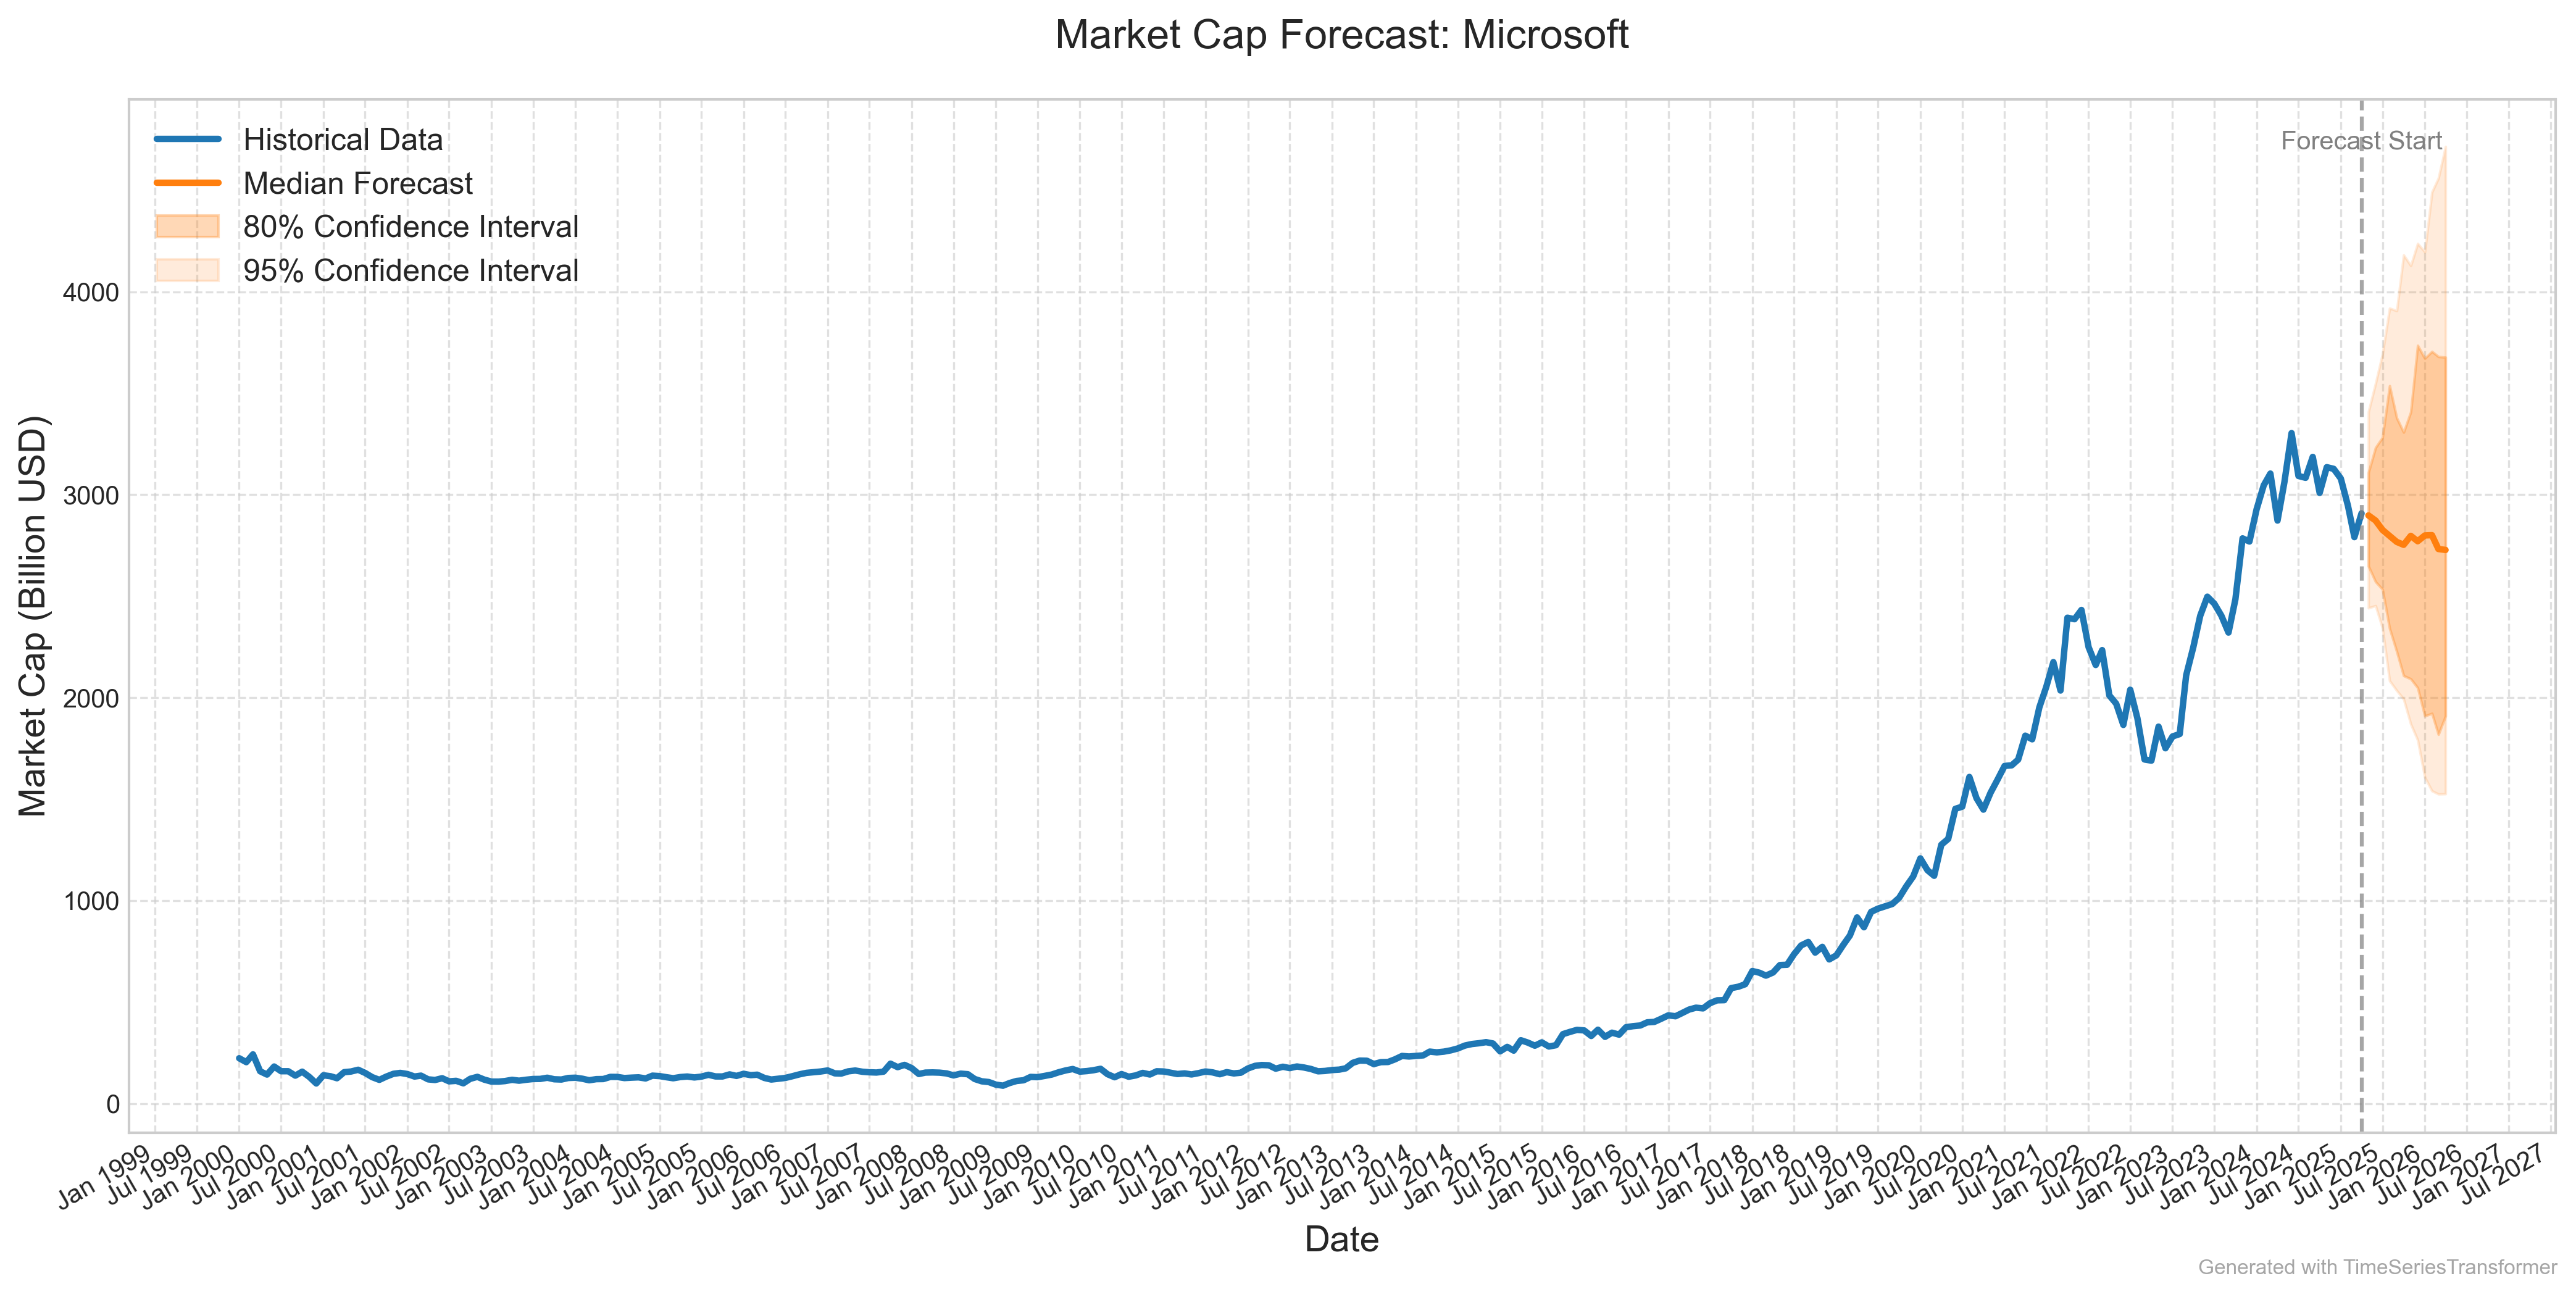 Market Cap Forecast: Microsoft
Historical Data
Median Forecast
80% Confidence Interval
95% Confidence Interval
Forecast Start
Market Cap (Billion USD)
4000
3000
2000
1000
0
Jan 1999
Jul 1999
Jan 2000
Jul 2000
Jan 2001
Jul 2001
Jan 2002
Jul 2002
Jan 2003
Jul 2003
Jan 2004
Jul 2004
Jan 2005
Jul 2005
Jan 2006
Jul 2006
Jan 2007
Jul 2007
Jan 2008
Jul 2008
Jan 2009
Jul 2009
Jan 2010
Jul 2010
Jan 2011
Jul 2011
Jan 2012
Jul 2012
Jan 2013
Jul 2013
Jan 2014
Jul 2014
Jan 2015
Jul 2015
Jan 2016
Jul 2016
Jan 2017
Jul 2017
Jan 2018
Jul 2018
Jan 2019
Jul 2019
Jan 2020
Jul 2020
Jan 2021
Jul 2021
Jan 2022
Jul 2022
Jan 2023
Jul 2023
Jan 2024
Jul 2024
Jan 2025
Jul 2025
Jan 2026
Jul 2026
Jan 2027
Jul 2027
Date
Generated with TimeSeriesTransformer